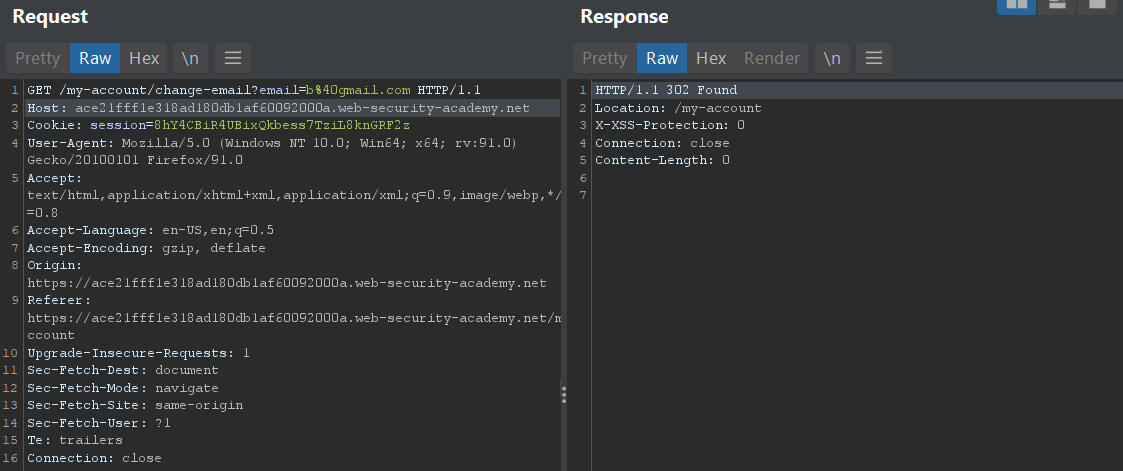 Request
Pretty Raw Hex \n
1 GET /my-account/change-email?email=b%40gmail.com HTTP/1.1
2 Host: ace21fff1e318ad180db1af60092000a.web-security-academy.net
3 Cookie: session=8hY4CBiR4UBixQkbess7TziL8knGRF2z
4 User-Agent: Mozilla/5.0 (Windows NT 10.0; Win64; x64; rv:91.0)
Gecko/20100101 Firefox/91.0
5 Accept:
text/html,application/xhtml+xml,application/xml;q=0.9,image/webp,*/
=0.8
6 Accept-Language: en-US,en;q=0.5
7 Accept-Encoding: gzip, deflate
8 Origin:
https://ace21fff1e318ad180db1af60092000a.web-security-academy.net
9 Referer:
https://ace21fff1e318ad180db1af60092000a.web-security-academy.net/m
ccount
10 Upgrade-Insecure-Requests: 1
11 Sec-Fetch-Dest: document
12 Sec-Fetch-Mode: navigate
13 Sec-Fetch-Site: same-origin
14 Sec-Fetch-User: ?1
15 Te: trailers
16 Connection: close
Response
Pretty Raw Hex Render \n
1 HTTP/1.1 302 Found
2 Location: /my-account
3 X-XSS-Protection: 0
4 Connection: close
5 Content-Length: 0
6
7